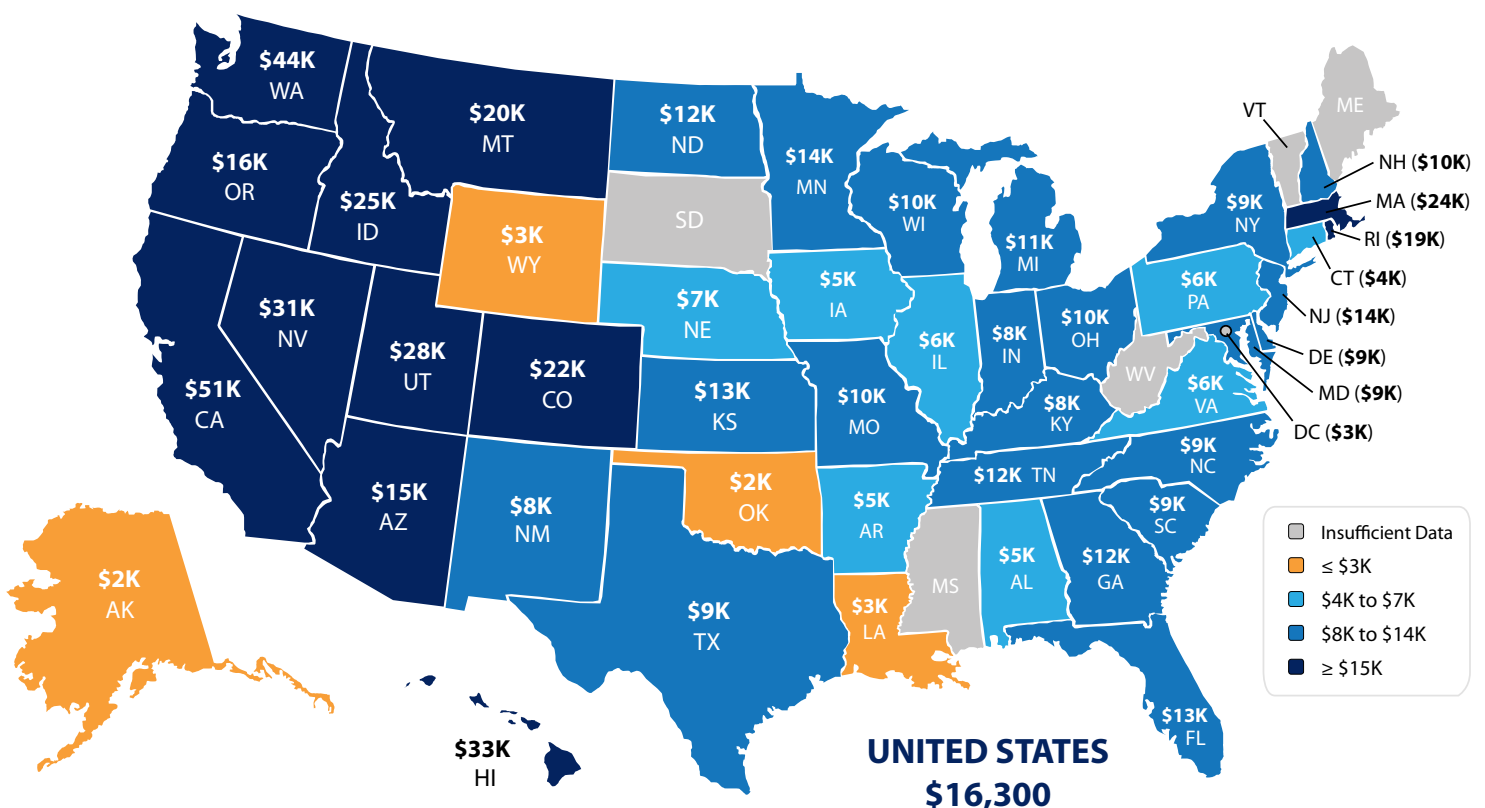 $44K
WA
$20K
MT
$12K
ND
$14K
MN
VT
ME
$16K
OR
$25K
ID
$3K
WY
SD
$10K
WI
$11K
MI
$9K
NY
NH ($10K)
MA ($24K)
RI ($19K)
CT ($4K)
NJ ($14K)
DE ($9K)
MD ($9K)
DC ($3K)
$31K
NV
$28K
UT
$22K
CO
$7K
NE
$5K
IA
$6K
IL
$8K
IN
$10K
OH
$6K
PA
WV
$6K
VA
$51K
CA
$13K
KS
$10K
MO
$8K
KY
$12K TN
$9K
NC
$9K
SC
$15K
AZ
$8K
NM
$2K
OK
$5K
AR
MS
$5K
AL
$12K
GA
$2K
AK
$9K
TX
$3K
LA
$13K
FL
$33K
HI
Insufficient Data
≤ $3K
$4K to $7K
$8K to $14K
≥ $15K
UNITED STATES
$16,300